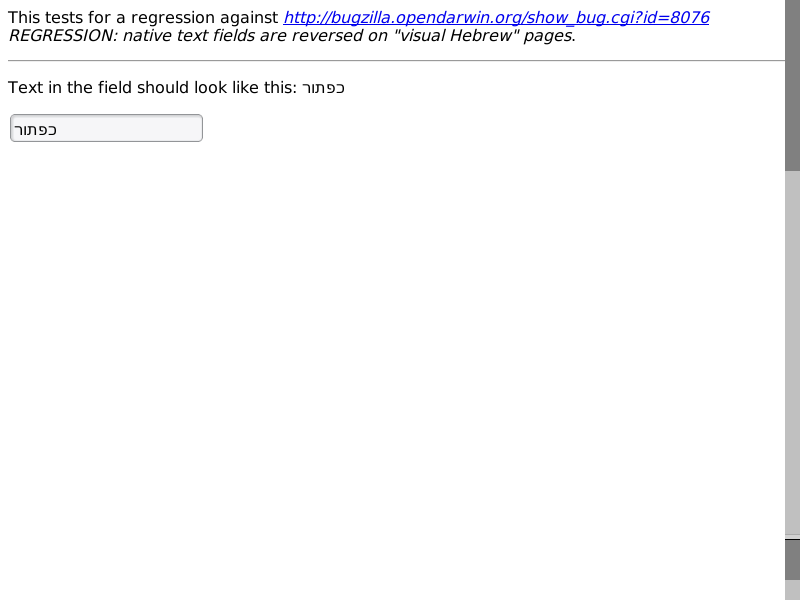 This tests for a regression against http://bugzilla.opendarwin.org/show_bug.cgi?id=8076
REGRESSION: native text fields are reversed on "visual Hebrew" pages.
Text in the field should look like this: כפתור
כפתור